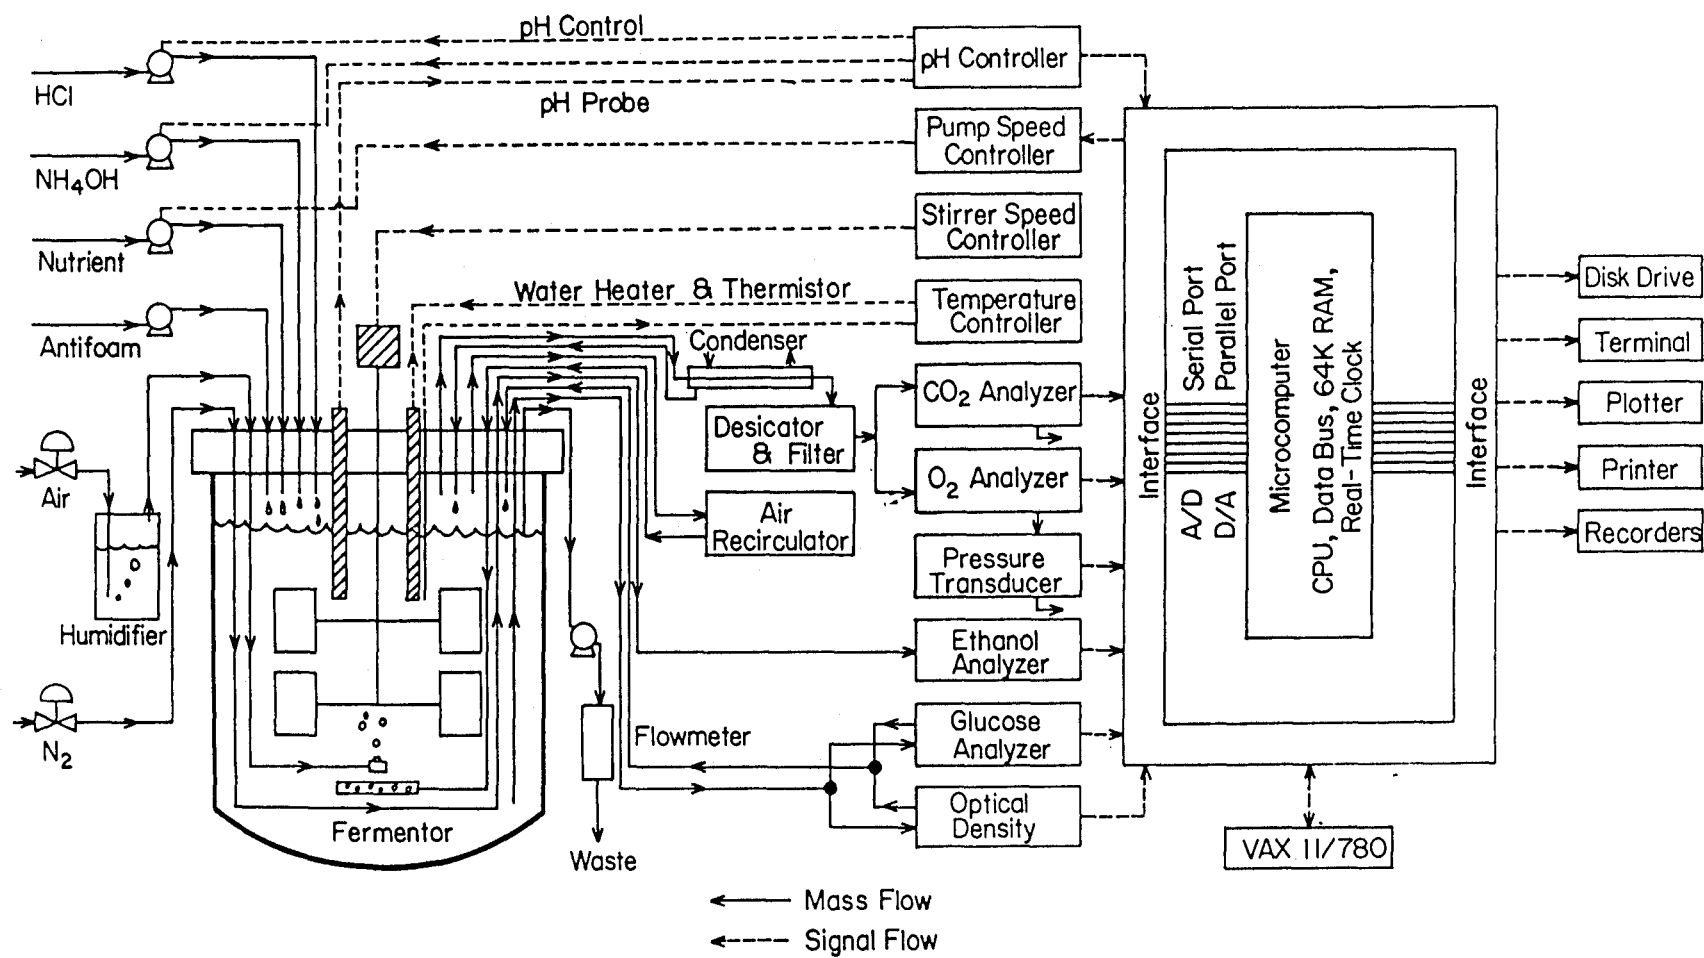 pH Control
pH Controller
HCl
pH Probe
Pump Speed
Controller
NH4OH
Stirrer Speed
Controller
Nutrient
Water Heater & Thermistor
Temperature
Controller
Antifoam
Condenser
CO2 Analyzer
Desicator
& Filter
O2 Analyzer
Air
Air
Recirculator
Pressure
Transducer
Humidifier
Ethanol
Analyzer
N2
Flowmeter
Glucose
Analyzer
Fermentor
Optical
Density
Waste
Interface
Serial Port
Parallel Port
A/D
D/A
Microcomputer
CPU, Data Bus, 64K RAM,
Real-Time Clock
Interface
Disk Drive
Terminal
Plotter
Printer
Recorders
VAX 11/780
Mass Flow
Signal Flow